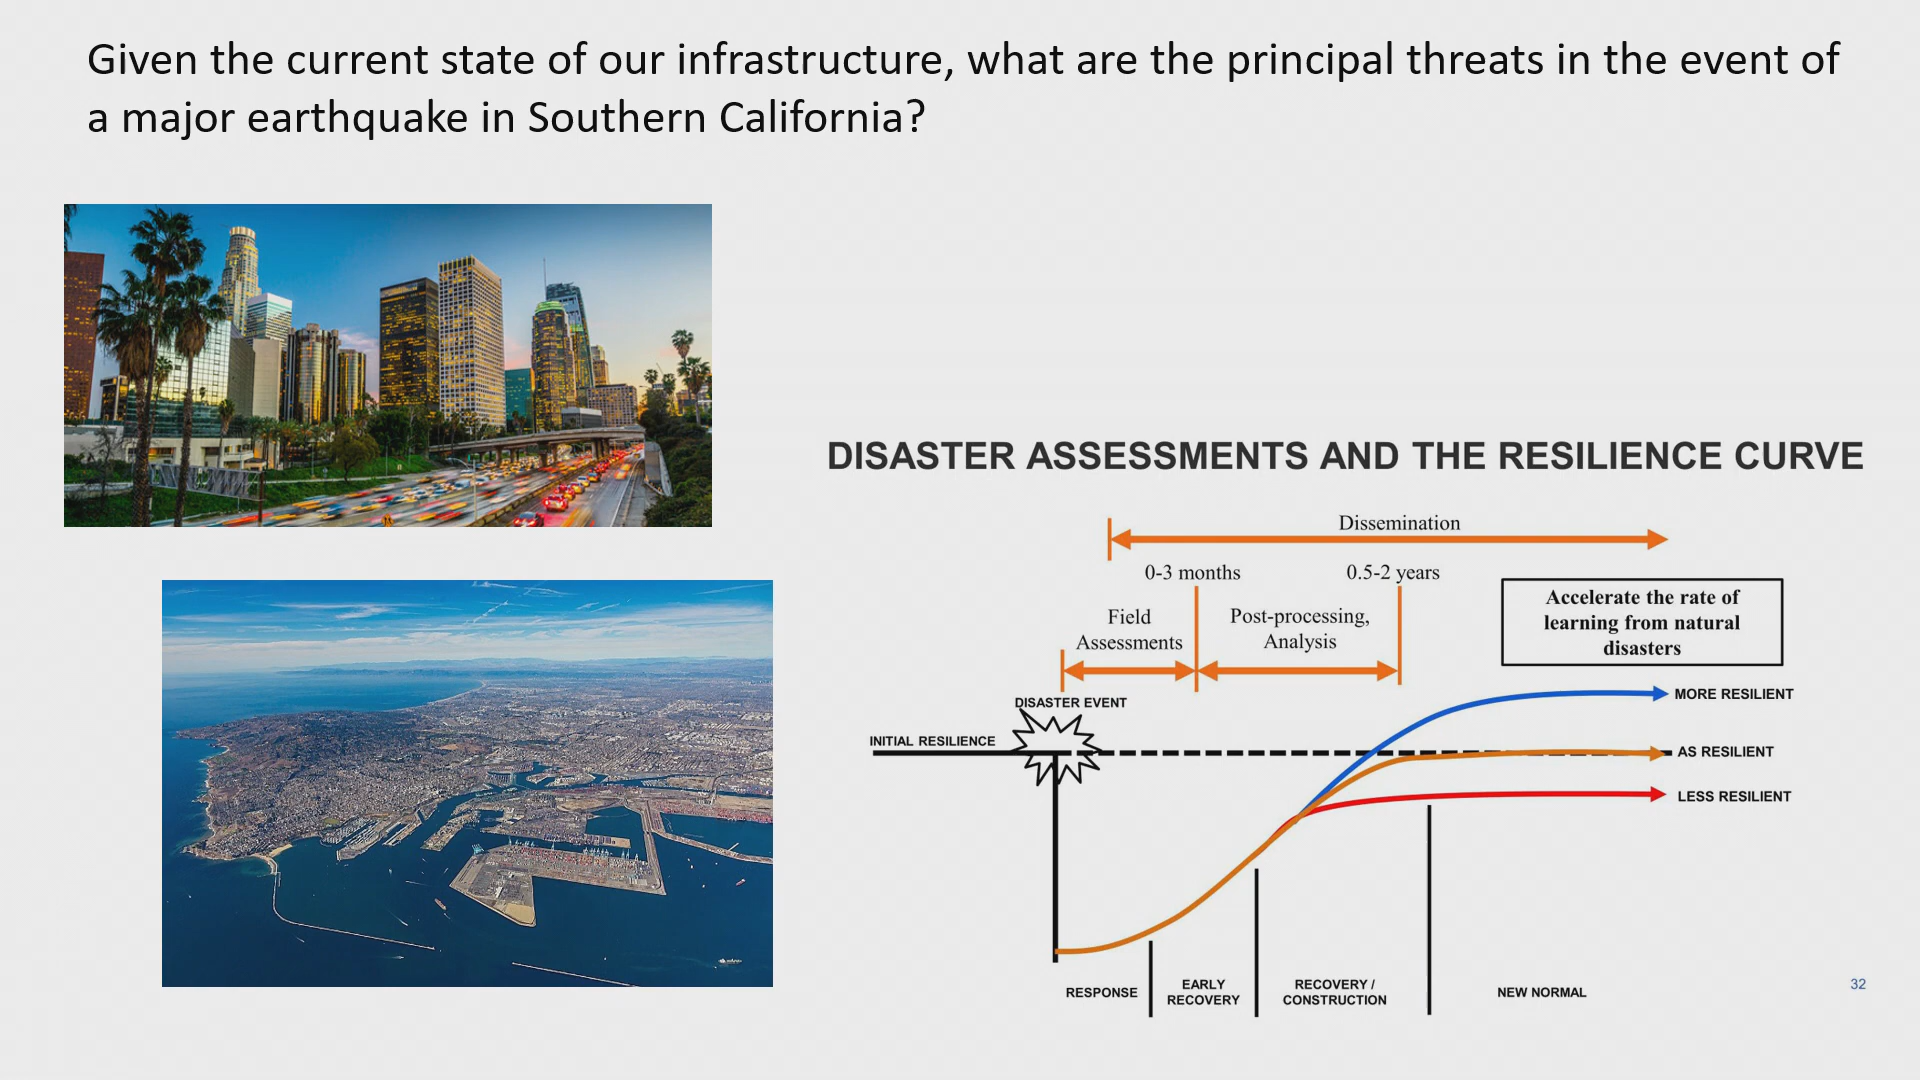 Given the current state of our infrastructure, what are the principal threats in the event of
a major earthquake in Southern California?
DISASTER ASSESSMENTS AND THE RESILIENCE CURVE
Dissemination
0-3 months
0.5-2 years
Field
Assessments
Post-processing,
Analysis
Accelerate the rate of
learning from natural
disasters
DISASTER EVENT
INITIAL RESILIENCE
MORE RESILIENT
AS RESILIENT
LESS RESILIENT
RESPONSE
EARLY
RECOVERY
RECOVERY /
CONSTRUCTION
NEW NORMAL
32